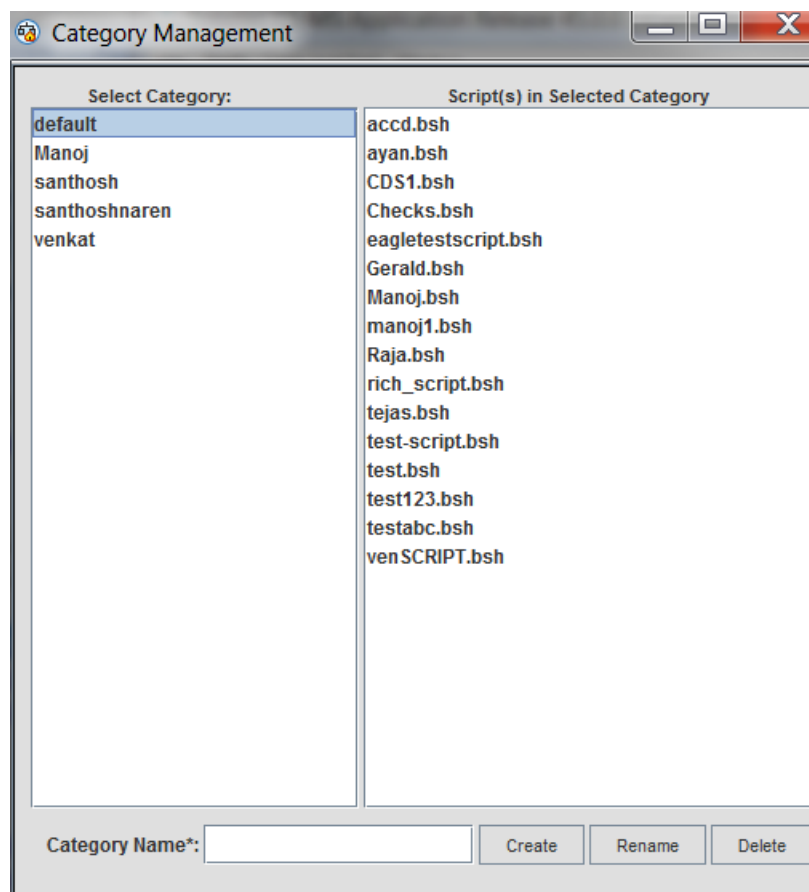 Category Management
Select Category:
default
Manoj
santhosh
santhoshnaren
venkat
Script(s) in Selected Category
accd.bsh
ayan.bsh
CDS1.bsh
Checks.bsh
eagletestscript.bsh
Gerald.bsh
Manoj.bsh
manoj1.bsh
Raja.bsh
rich_script.bsh
tejas.bsh
test-script.bsh
test.bsh
test123.bsh
testabc.bsh
venSCRIPT.bsh
Category Name*:
Create
Rename
Delete